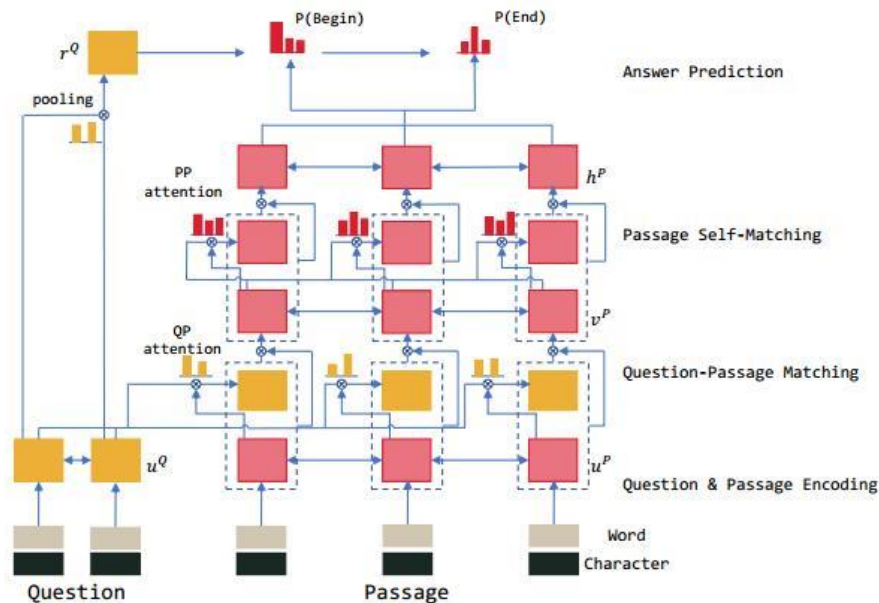 P(Begin)
P(End)
r^Q
Answer Prediction
pooling
PP
attention
h^P
Passage Self-Matching
v^P
QP
attention
Question-Passage Matching
u^Q
u^P
Question & Passage Encoding
Word
Character
Question
Passage